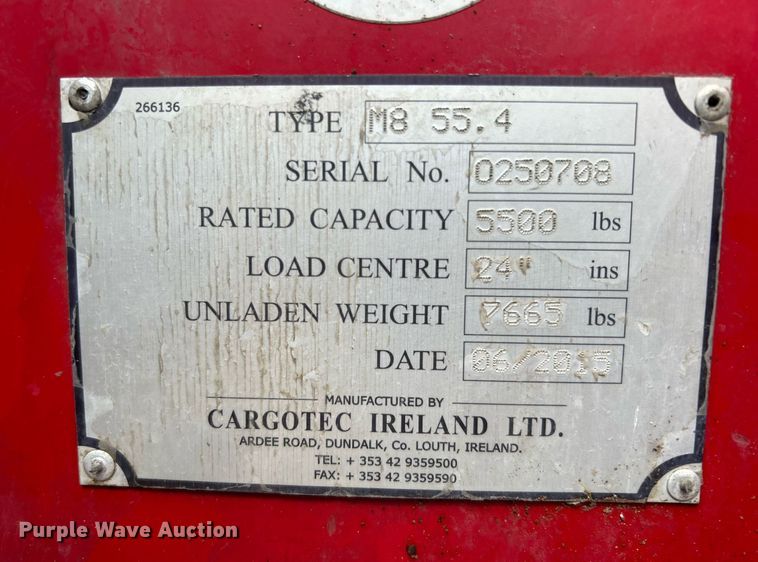 266136
TYPE M8 55.4
SERIAL No. 0250708
RATED CAPACITY 5500 lbs
LOAD CENTRE 24" ins
UNLADEN WEIGHT 7665 lbs
DATE 06/2015
MANUFACTURED BY
CARGOTEC IRELAND LTD.
ARDEE ROAD, DUNDALK, Co. LOUTH, IRELAND.
TEL: + 353 42 9359500
FAX: + 353 42 9359590
Purple Wave Auction